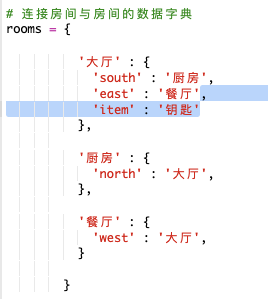 # 连接房间与房间的数据字典
rooms = {
'大厅' : {
'south' : '厨房',
'east' : '餐厅',
'item' : '钥匙'
},
'厨房' : {
'north' : '大厅',
},
'餐厅' : {
'west' : '大厅',
}
}